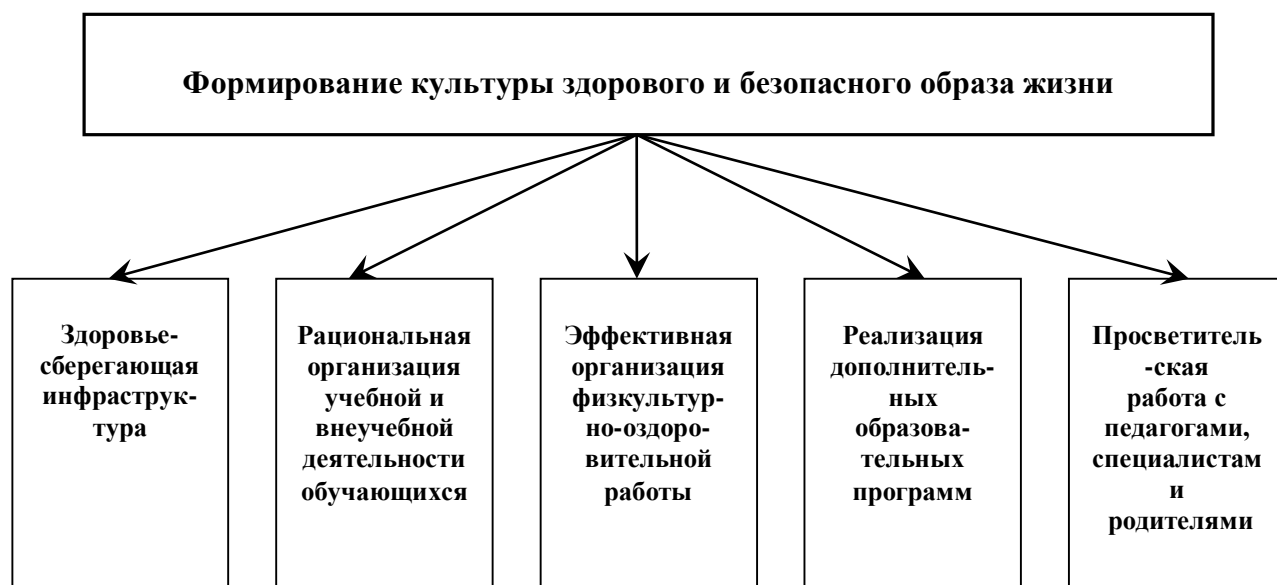 Формирование культуры здорового и безопасного образа жизни
Здоровье-
сберегающая
инфраструк-
тура
Рациональная
организация
учебной и
внеучебной
деятельности
обучающихся
Эффективная
организация
физкультур-
но-оздоро-
вительной
работы
Реализация
дополнитель-
ных
образова-
тельных
программ
Просветитель
-ская
работа с
педагогами,
специалистам
и
родителями